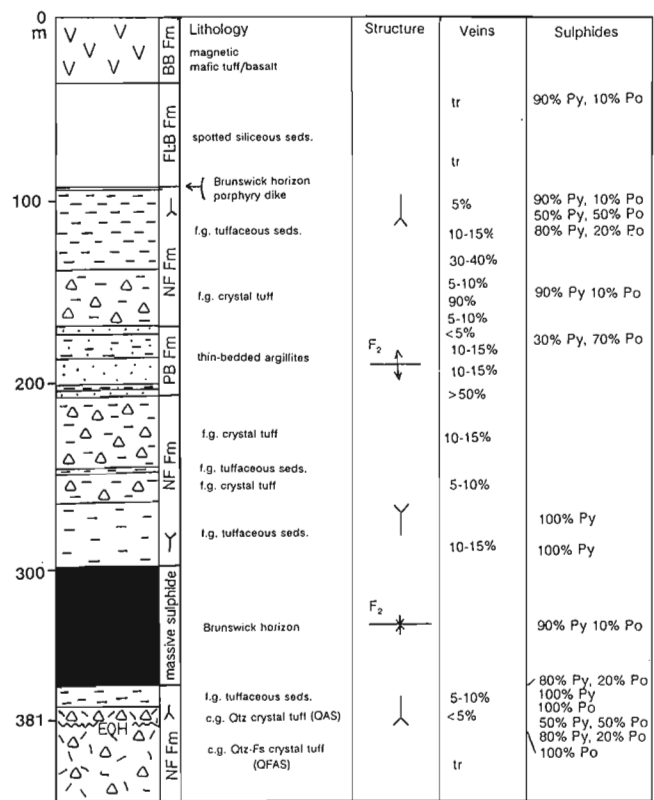 0
m
Lithology
Structure
Veins
Sulphides
BB Fm
magnetic
mafic tuff/basalt
FLB Fm
tr
90% Py, 10% Po
spotted siliceous seds.
tr
Brunswick horizon
porphyry dike
100
5%
90% Py, 10% Po
50% Py, 50% Po
f.g. tuffaceous seds.
10-15%
80% Py, 20% Po
NF Fm
30-40%
5-10%
f.g. crystal tuff
90%
90% Py 10% Po
5-10%
<5%
30% Py, 70% Po
PB Fm
thin-bedded argillites
F2
10-15%
10-15%
200
>50%
NF Fm
f.g. crystal tuff
10-15%
f.g. tuffaceous seds.
f.g. crystal tuff
5-10%
100% Py
f.g. tuffaceous seds.
10-15%
100% Py
300
massive sulphide
F2
Brunswick horizon
90% Py 10% Po
80% Py, 20% Po
f.g. tuffaceous seds.
5-10%
100% Py
100% Po
381
c.g. Qtz crystal tuff (QAS)
<5%
50% Py, 50% Po
EOH
80% Py, 20% Po
NF Fm
c.g. Qtz-Fs crystal tuff
(QFAS)
tr
100% Po